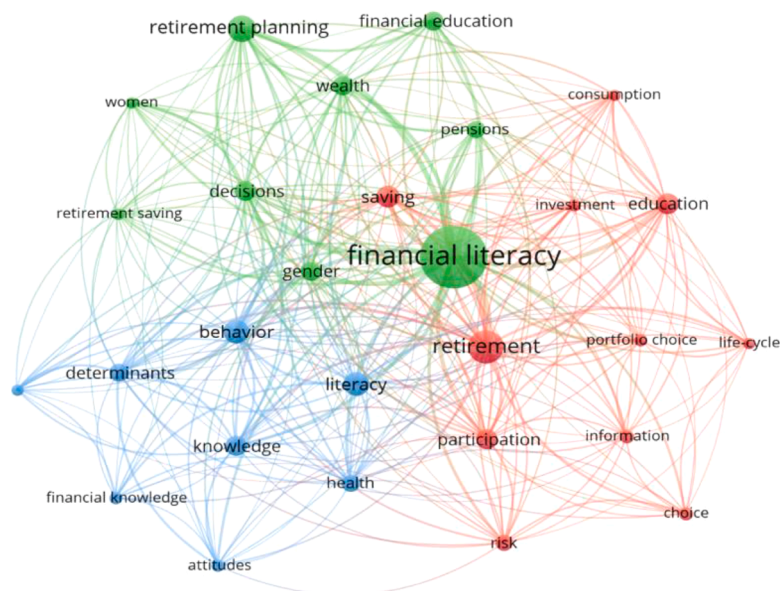 financial education
retirement planning
wealth
consumption
women
pensions
decisions
saving
investment
education
retirement saving
financial literacy
gender
behavior
retirement
portfolio choice
life-cycle
determinants
literacy
knowledge
participation
information
health
financial knowledge
choice
risk
attitudes